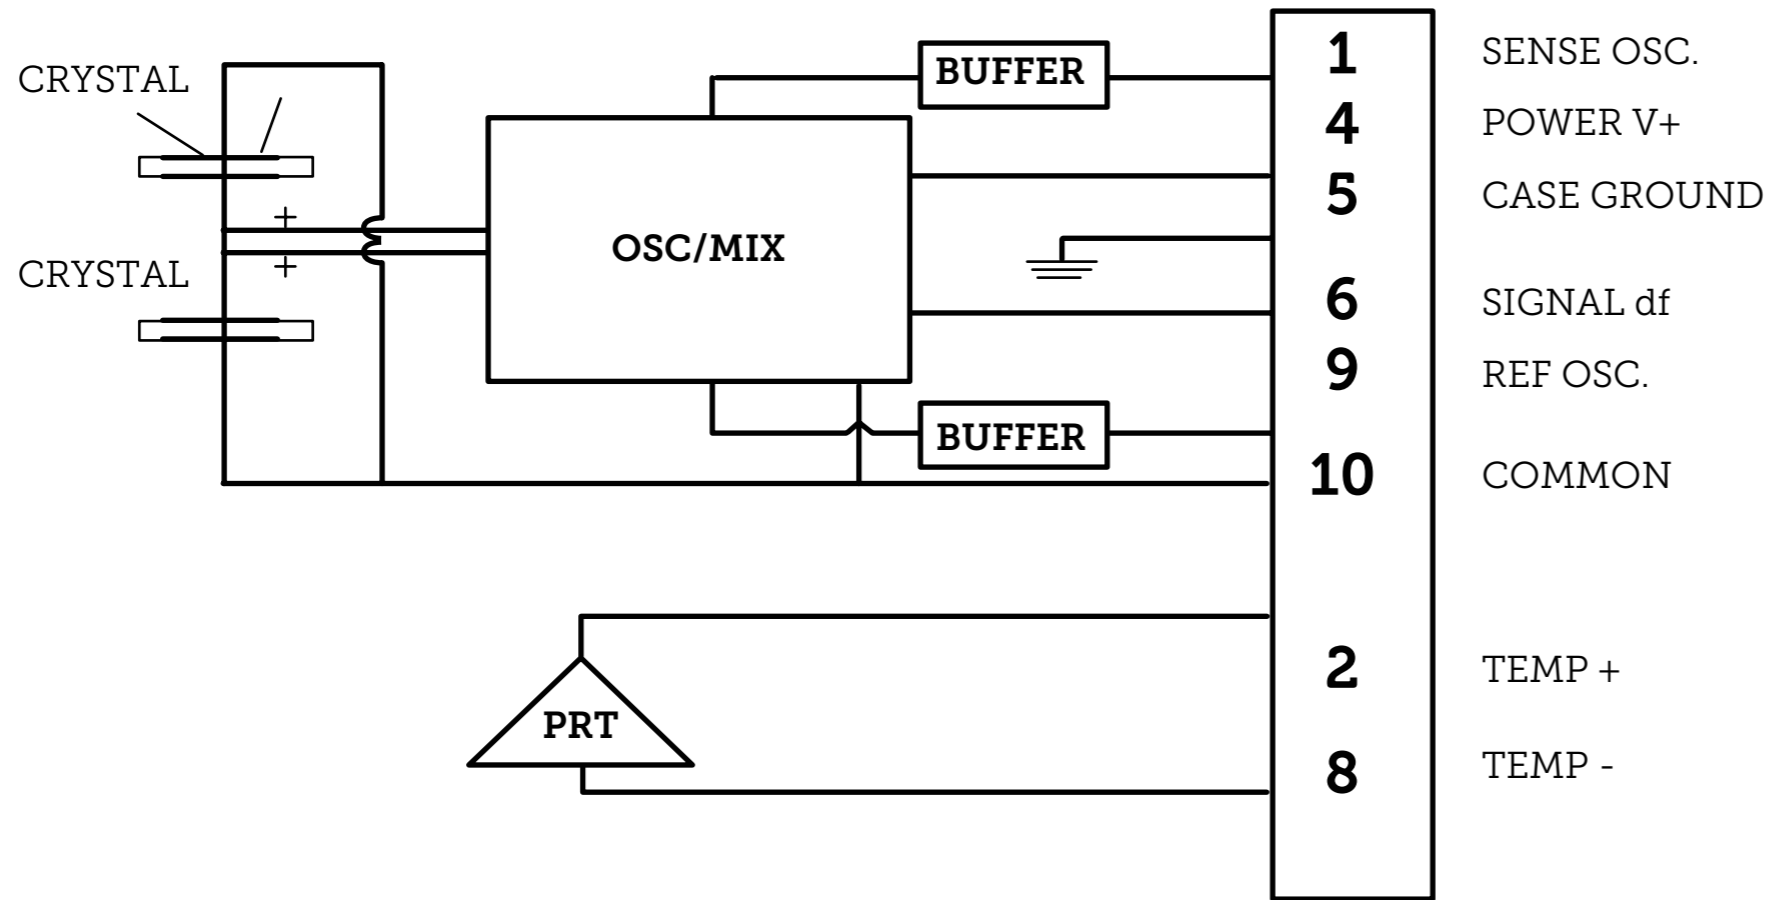 BUFFER 1 SENSE OSC.
CRYSTAL
4 POWER V+
5 CASE GROUND
+
OSC/MIX
+
CRYSTAL
6 SIGNAL df
9 REF OSC.
BUFFER
10 COMMON
2 TEMP +
PRT
8 TEMP -